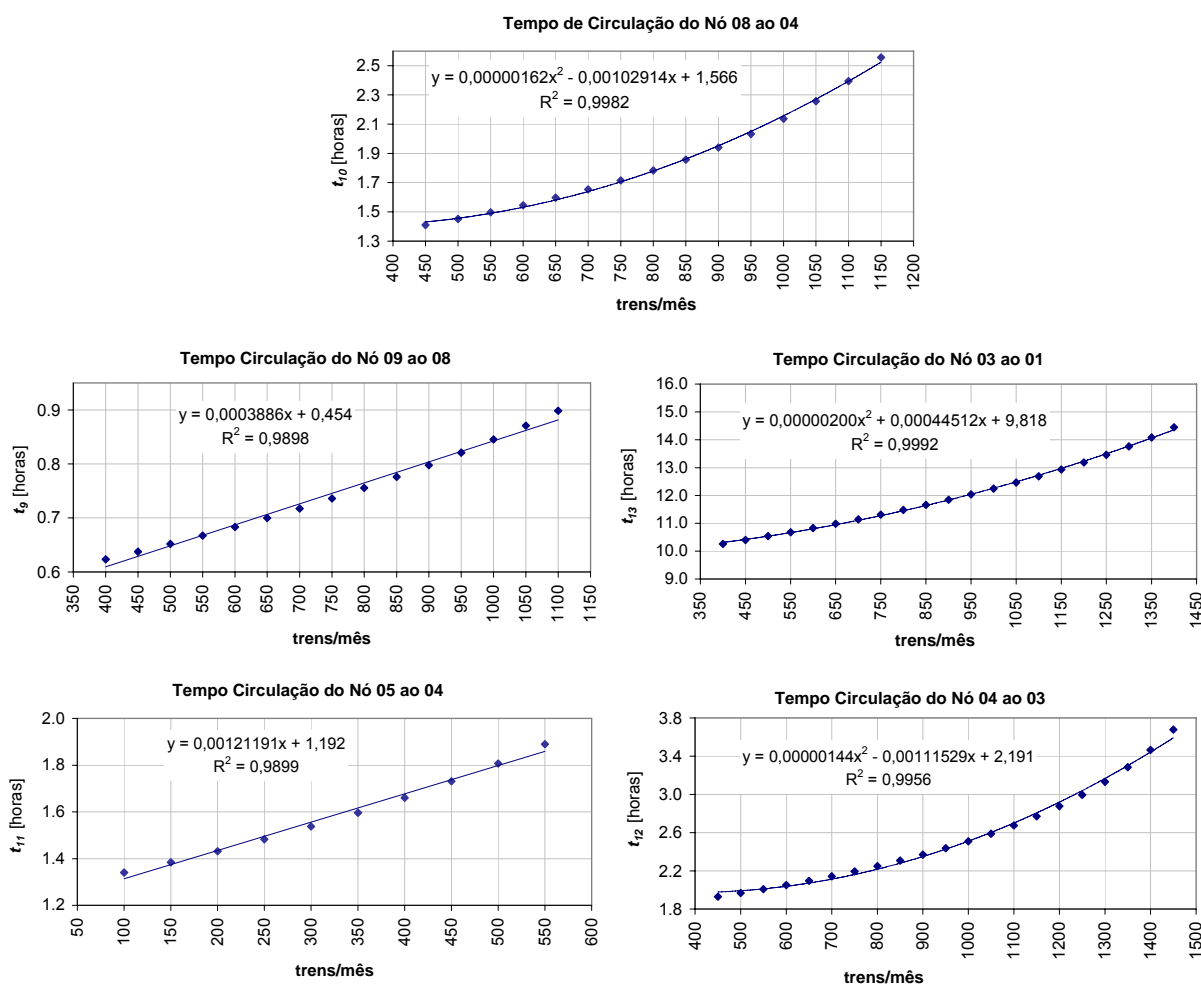 Tempo de Circulação do Nó 08 ao 04
y = 0,00000162x² - 0,00102914x + 1,566
R² = 0,9982
t₁₀ [horas]
2.5
2.3
2.1
1.9
1.7
1.5
1.3
400 450 500 550 600 650 700 750 800 850 900 950 1000 1050 1100 1150 1200
trens/mês
Tempo Circulação do Nó 09 ao 08
y = 0,0003886x + 0,454
R² = 0,9898
t₉ [horas]
0.9
0.8
0.7
0.6
350 400 450 500 550 600 650 700 750 800 850 900 950 1000 1050 1100 1150
trens/mês
Tempo Circulação do Nó 03 ao 01
y = 0,00000200x² + 0,00044512x + 9,818
R² = 0,9992
t₁₃ [horas]
16.0
15.0
14.0
13.0
12.0
11.0
10.0
9.0
350 450 550 650 750 850 950 1050 1150 1250 1350 1450
trens/mês
Tempo Circulação do Nó 05 ao 04
y = 0,00121191x + 1,192
R² = 0,9899
t₁₁ [horas]
2.0
1.8
1.6
1.4
1.2
50 100 150 200 250 300 350 400 450 500 550 600
trens/mês
Tempo Circulação do Nó 04 ao 03
y = 0,00000144x² - 0,00111529x + 2,191
R² = 0,9956
t₁₂ [horas]
3.8
3.4
3.0
2.6
2.2
1.8
400 500 600 700 800 900 1000 1100 1200 1300 1400 1500
trens/mês